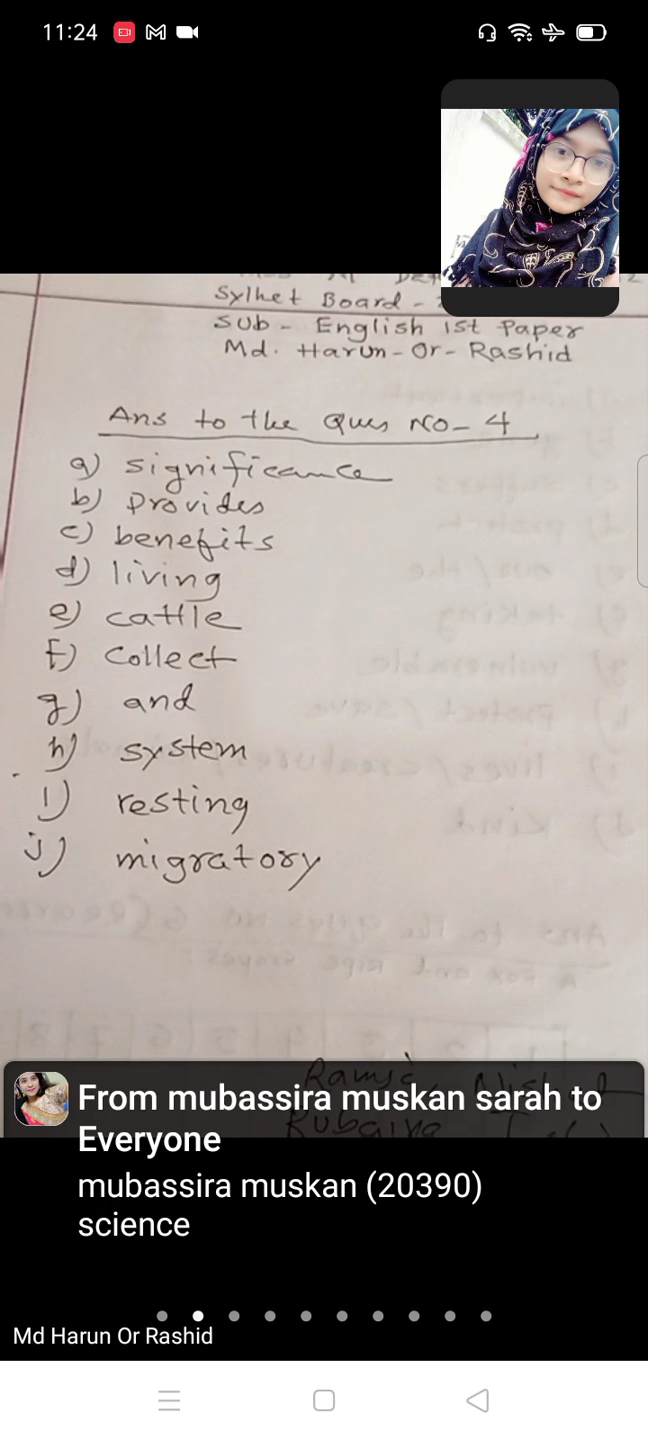 11:24
Sylhet Board -
Sub - English 1st Paper
Md. Harun-Or-Rashid
Ans to the Ques No- 4
a) significance
b) Provides
c) benefits
d) living
e) cattle
f) Collect
g) and
h) system
i) resting
j) migratory
From mubassira muskan sarah to
Everyone
mubassira muskan (20390)
science
Md Harun Or Rashid